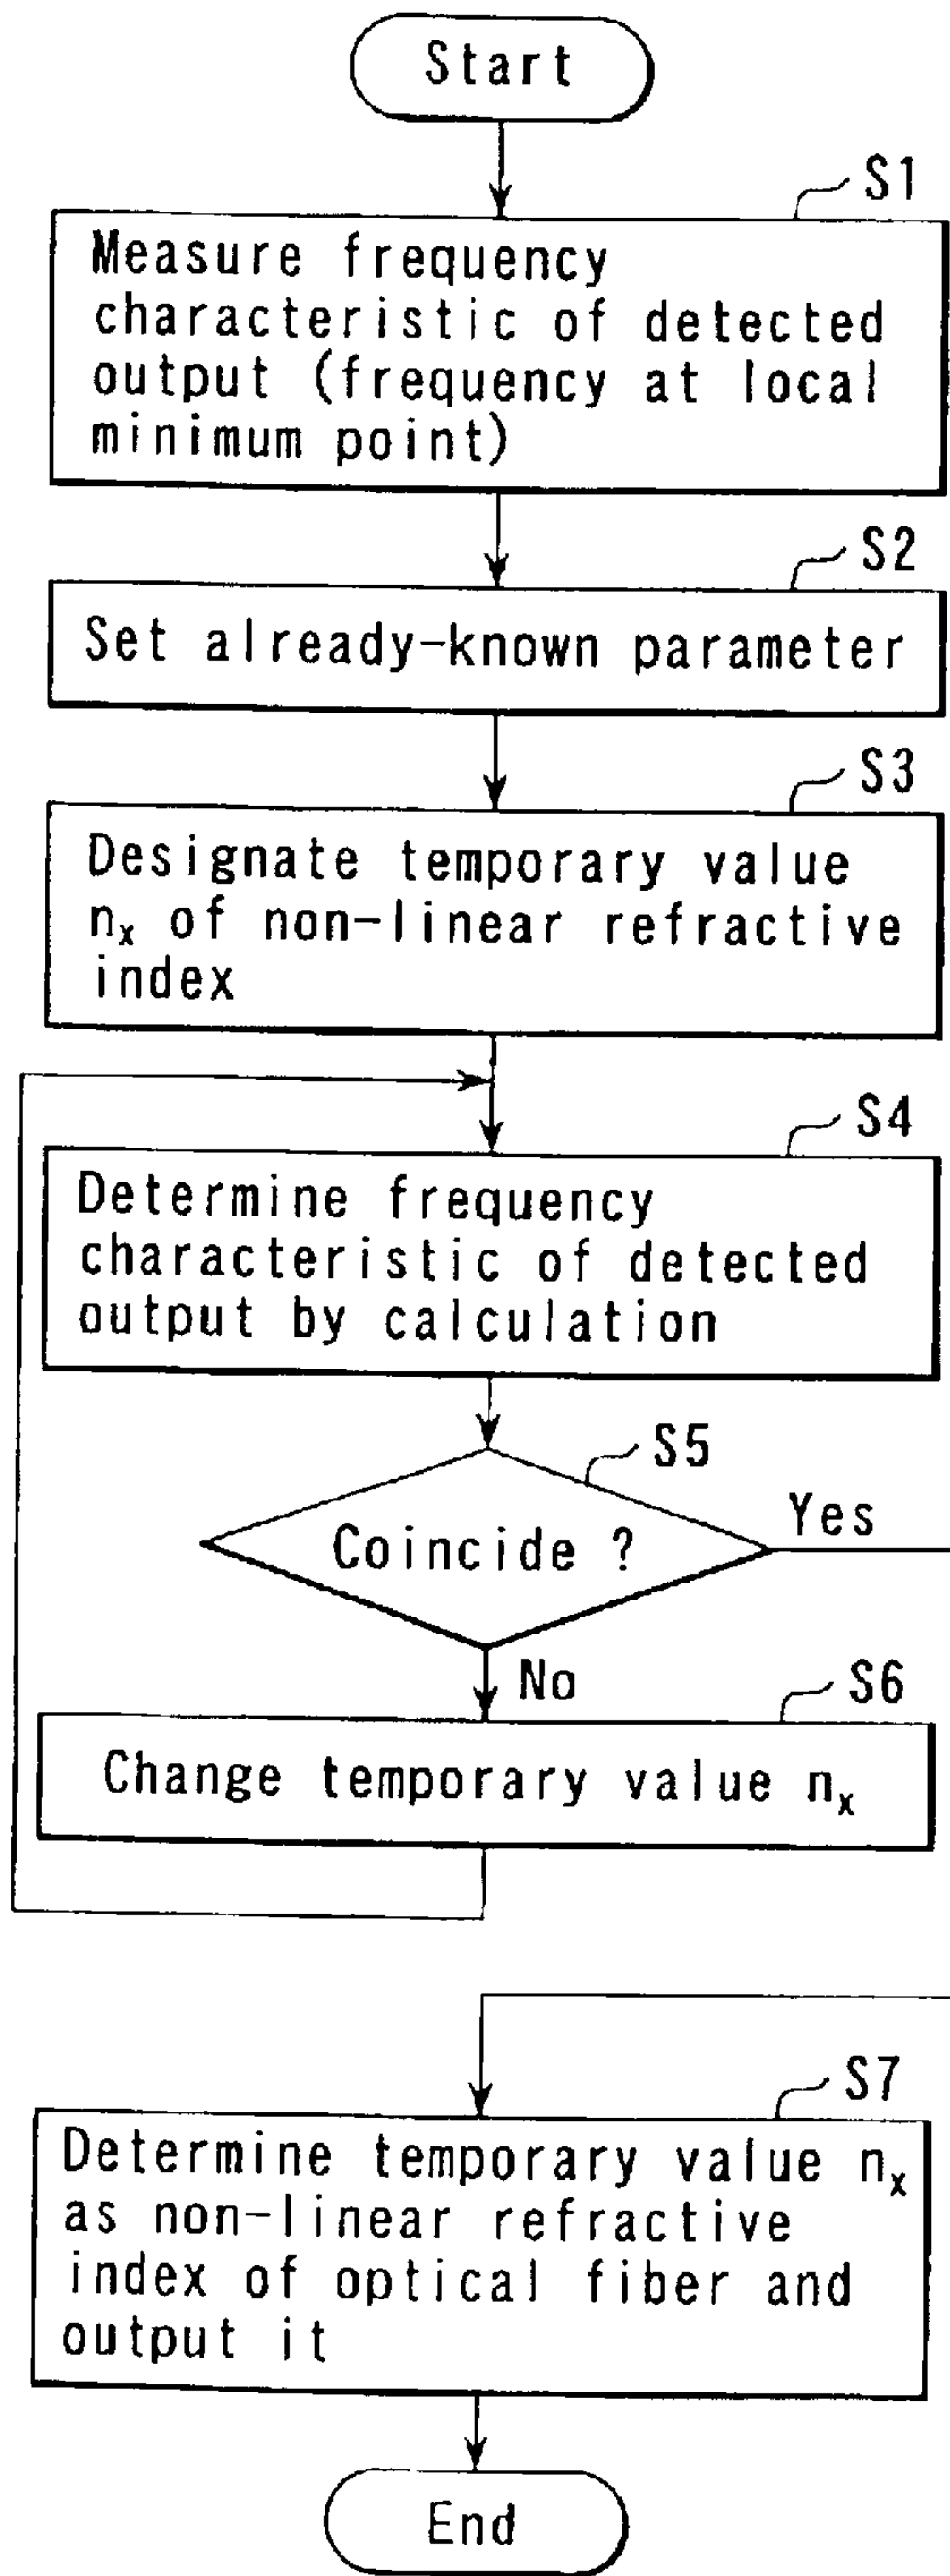 Start
S1
Measure frequency
characteristic of detected
output (frequency at local
minimum point)
S2
Set already-known parameter
S3
Designate temporary value
nₓ of non-linear refractive
index
S4
Determine frequency
characteristic of detected
output by calculation
S5
Coincide ?
Yes
No
S6
Change temporary value nₓ
S7
Determine temporary value nₓ
as non-linear refractive
index of optical fiber and
output it
End